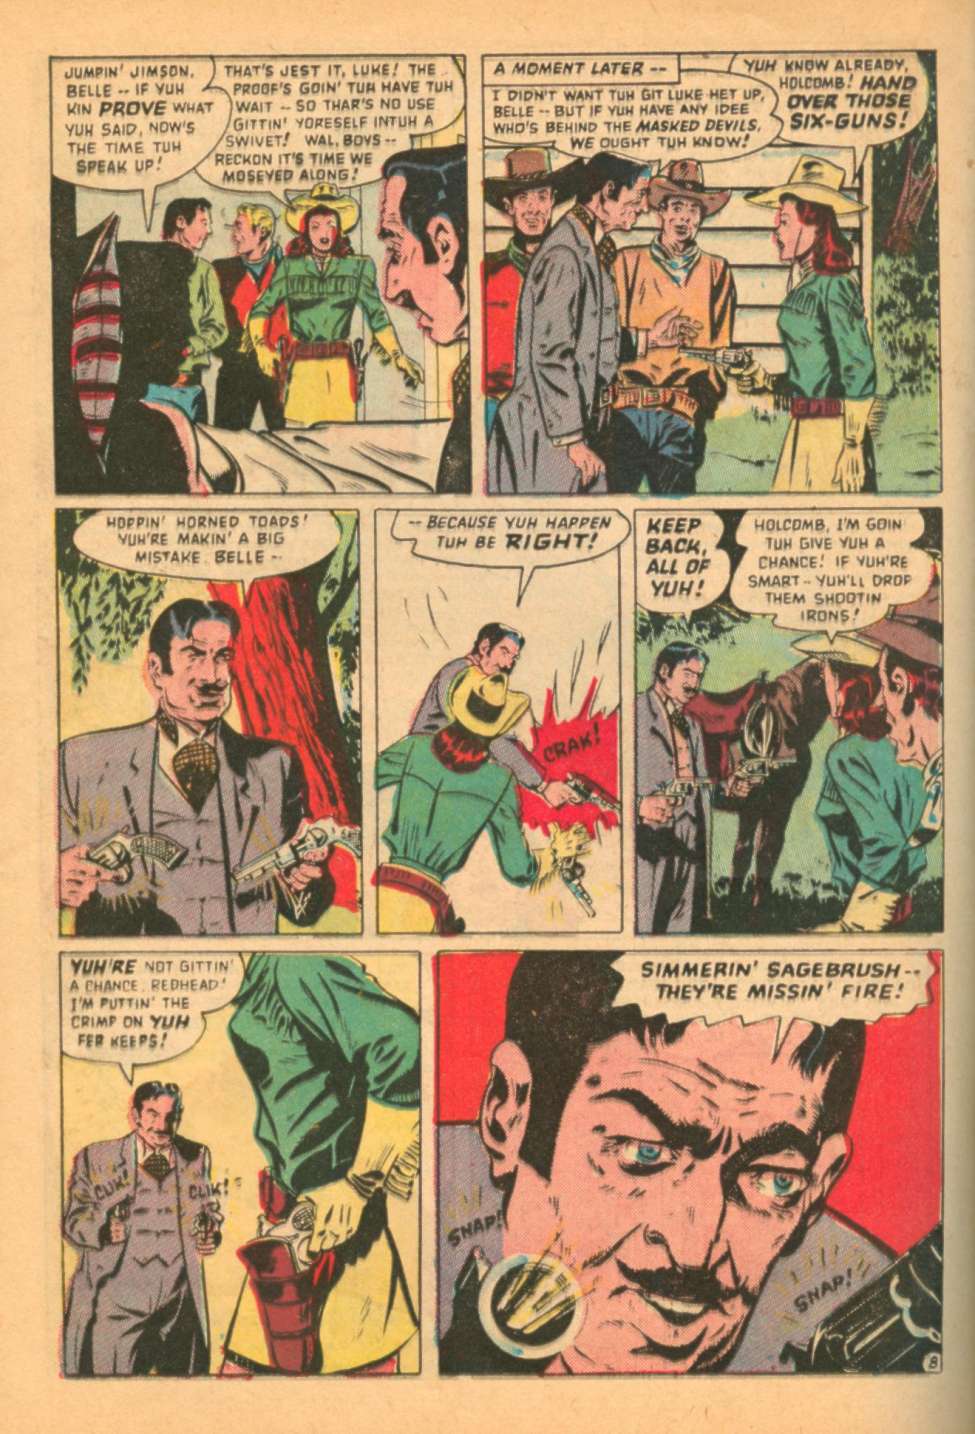 JUMPIN' JIMSON,
BELLE -- IF YUH
KIN PROVE WHAT
YUH SAID, NOW'S
THE TIME TUH
SPEAK UP!
THAT'S JEST IT, LUKE! THE
PROOF'S GOIN' TUH HAVE TUH
WAIT -- SO THAR'S NO USE
GITTIN' YORESELF INTUH A
SWIVET! WAL, BOYS --
RECKON IT'S TIME WE
MOSEYED ALONG!
A MOMENT LATER --
I DIDN'T WANT TUH GIT LUKE HET UP,
BELLE -- BUT IF YUH HAVE ANY IDEE
WHO'S BEHIND THE MASKED DEVILS,
WE OUGHT TUH KNOW!
YUH KNOW ALREADY,
HOLCOMB! HAND
OVER THOSE
SIX-GUNS!
HOPPIN' HORNED TOADS!
YUH'RE MAKIN' A BIG
MISTAKE, BELLE --
-- BECAUSE YUH HAPPEN
TUH BE RIGHT!
CRAK!
KEEP
BACK,
ALL OF
YUH!
HOLCOMB, I'M GOIN
TUH GIVE YUH A
CHANCE! IF YUH'RE
SMART -- YUH'LL DROP
THEM SHOOTIN
IRONS!
YUH'RE NOT GITTIN'
A CHANCE, REDHEAD!
I'M PUTTIN' THE
CRIMP ON YUH
FER KEEPS!
CLIK!
CLIK!
SIMMERIN' SAGEBRUSH --
THEY'RE MISSIN' FIRE!
SNAP!
SNAP!
8